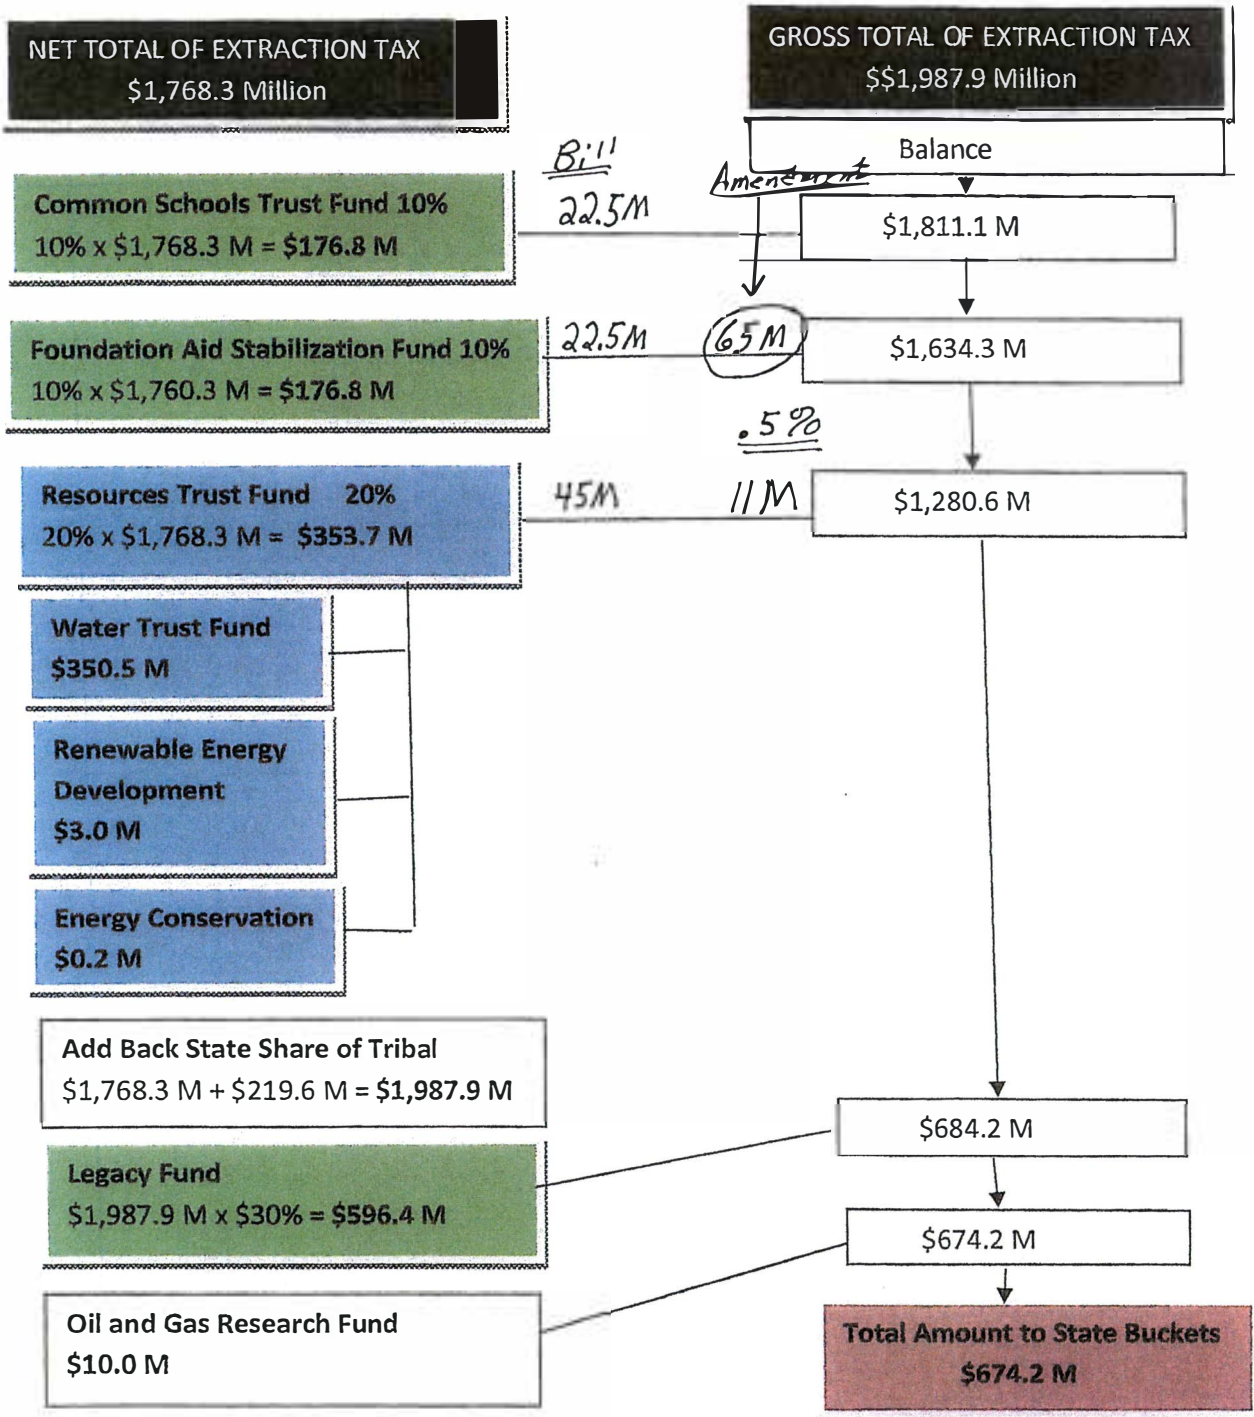 NET TOTAL OF EXTRACTION TAX
$1,768.3 Million
GROSS TOTAL OF EXTRACTION TAX
$$1,987.9 Million
Balance
Bill
Amendment
Common Schools Trust Fund 10%
10% x $1,768.3 M = $176.8 M
22.5M
$1,811.1 M
Foundation Aid Stabilization Fund 10%
10% x $1,760.3 M = $176.8 M
22.5M
65M
$1,634.3 M
.5%
Resources Trust Fund 20%
20% x $1,768.3 M = $353.7 M
45M
11M
$1,280.6 M
Water Trust Fund
$350.5 M
Renewable Energy
Development
$3.0 M
Energy Conservation
$0.2 M
Add Back State Share of Tribal
$1,768.3 M + $219.6 M = $1,987.9 M
$684.2 M
Legacy Fund
$1,987.9 M x $30% = $596.4 M
$674.2 M
Oil and Gas Research Fund
$10.0 M
Total Amount to State Buckets
$674.2 M